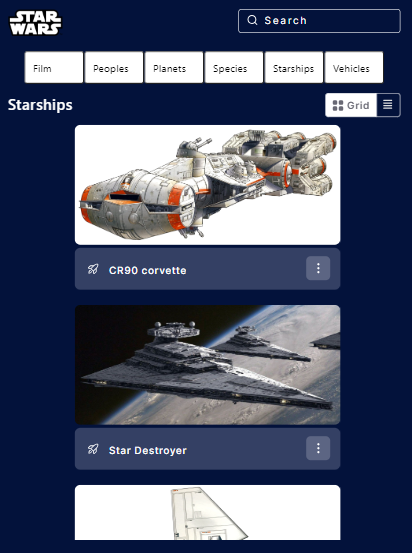 STAR
WARS
Search
Film
Peoples
Planets
Species
Starships
Vehicles
Starships
Grid
CR90 corvette
Star Destroyer